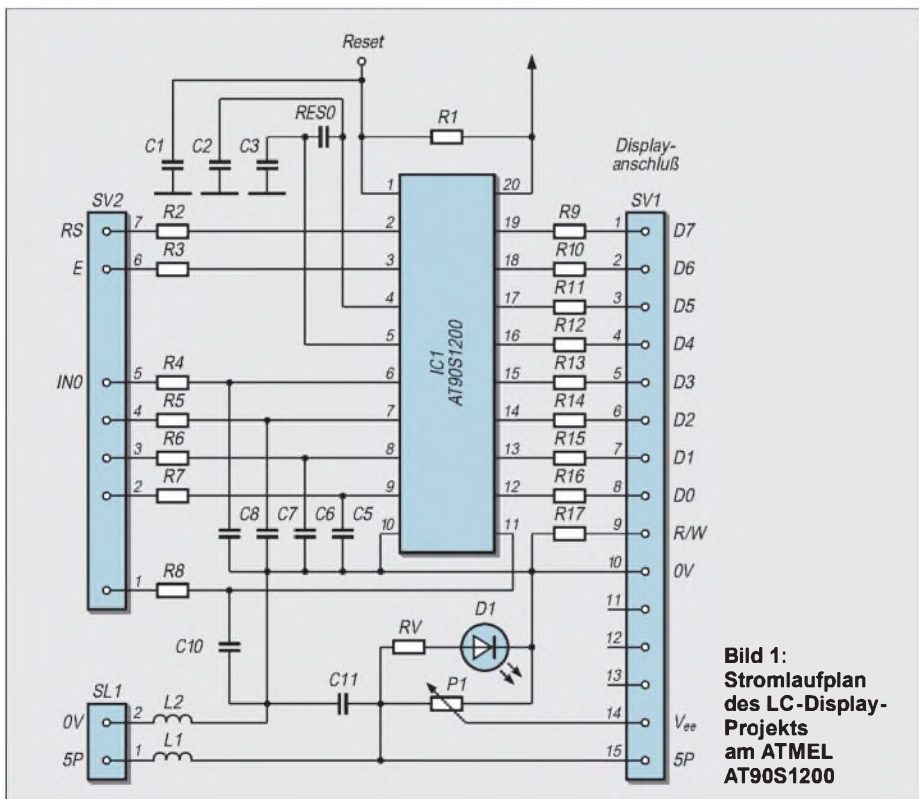 Reset
RES0
R1
C1
C2
C3
Display-
anschluß
SV2
SV1
1
20
RS
7
R2
2
19
R9
1
D7
E
6
R3
3
18
R10
2
D6
4
17
R11
3
D5
5
16
R12
4
D4
IC1
AT90S1200
IN0
5
R4
6
15
R13
5
D3
4
R5
7
14
R14
6
D2
3
R6
8
13
R15
7
D1
2
R7
9
12
R16
8
D0
C8
C7
C6
C5
10
11
R17
9
R/W
10
0V
1
R8
11
D1
12
C10
RV
13
C11
P1
SL1
0V
2
L2
14
Vee
5P
1
L1
15
5P
Bild 1:
Stromlaufplan
des LC-Display-
Projekts
am ATMEL
AT90S1200